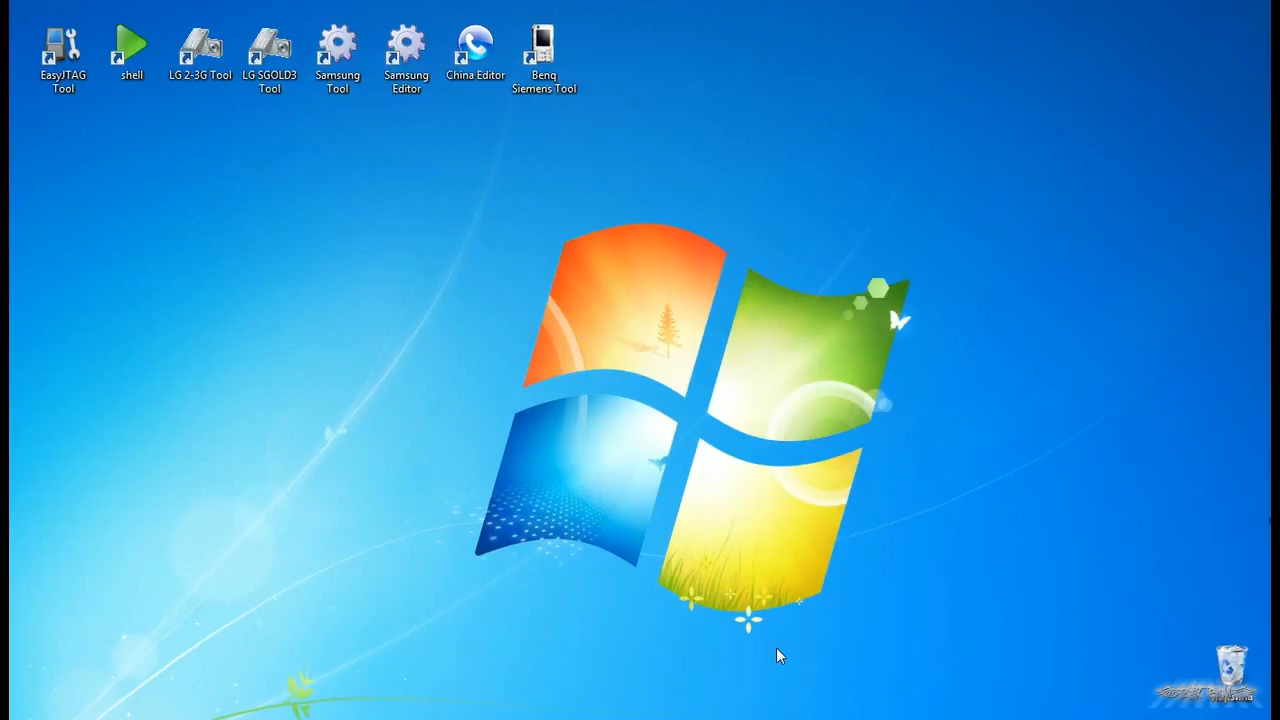 EasyJTAG Tool
shell
LG 2-3G Tool
LG SGOLD3 Tool
Samsung Tool
Samsung Editor
China Editor
Benq Siemens Tool